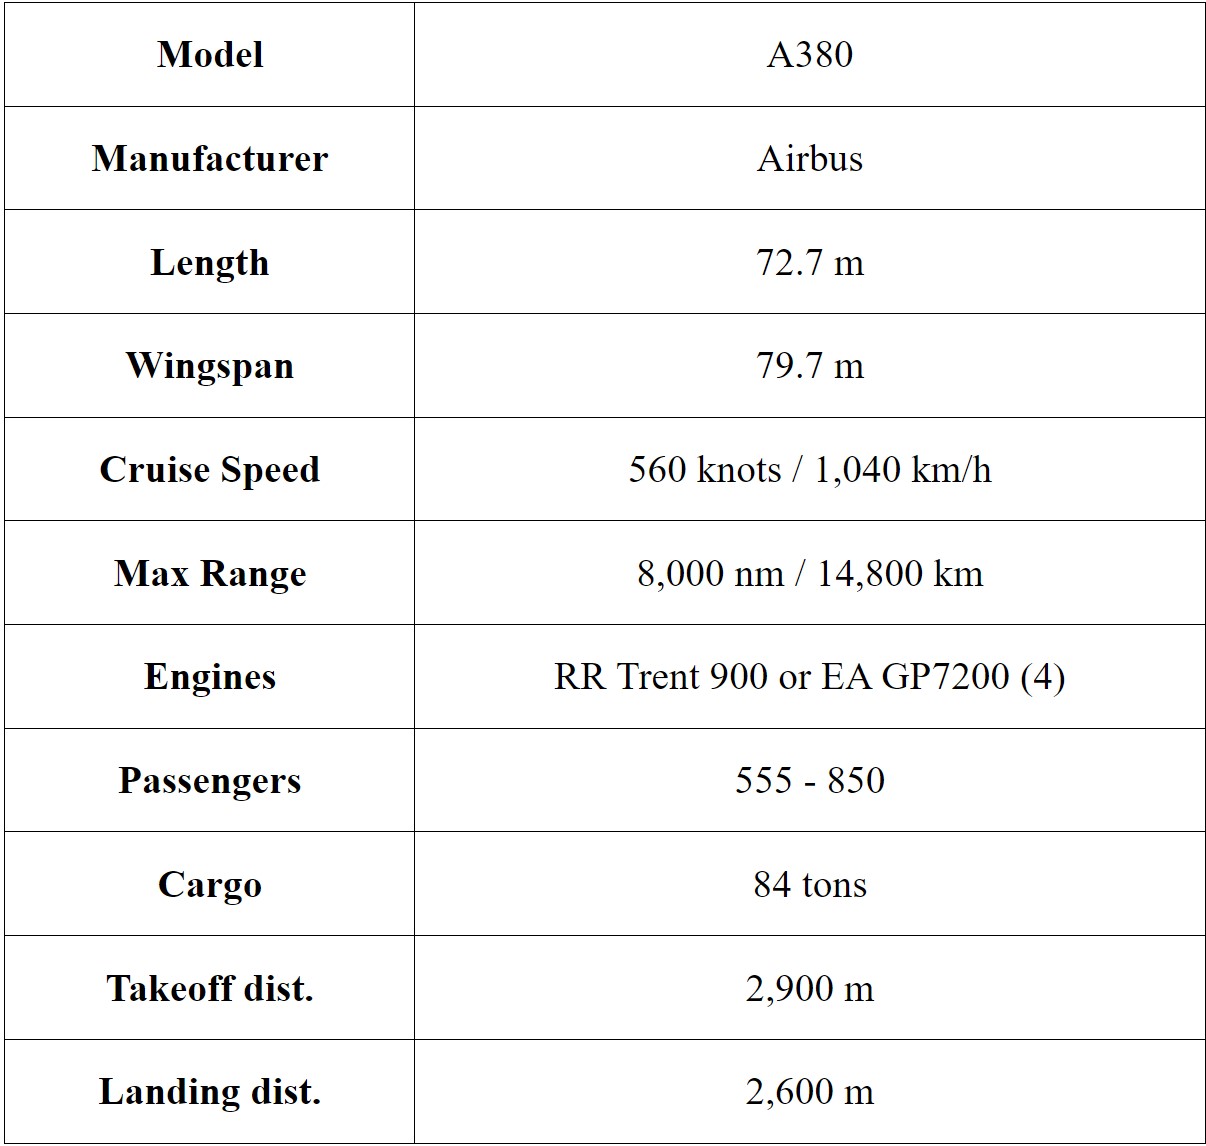 Model A380
Manufacturer Airbus
Length 72.7 m
Wingspan 79.7 m
Cruise Speed 560 knots / 1,040 km/h
Max Range 8,000 nm / 14,800 km
Engines RR Trent 900 or EA GP7200 (4)
Passengers 555 - 850
Cargo 84 tons
Takeoff dist. 2,900 m
Landing dist. 2,600 m